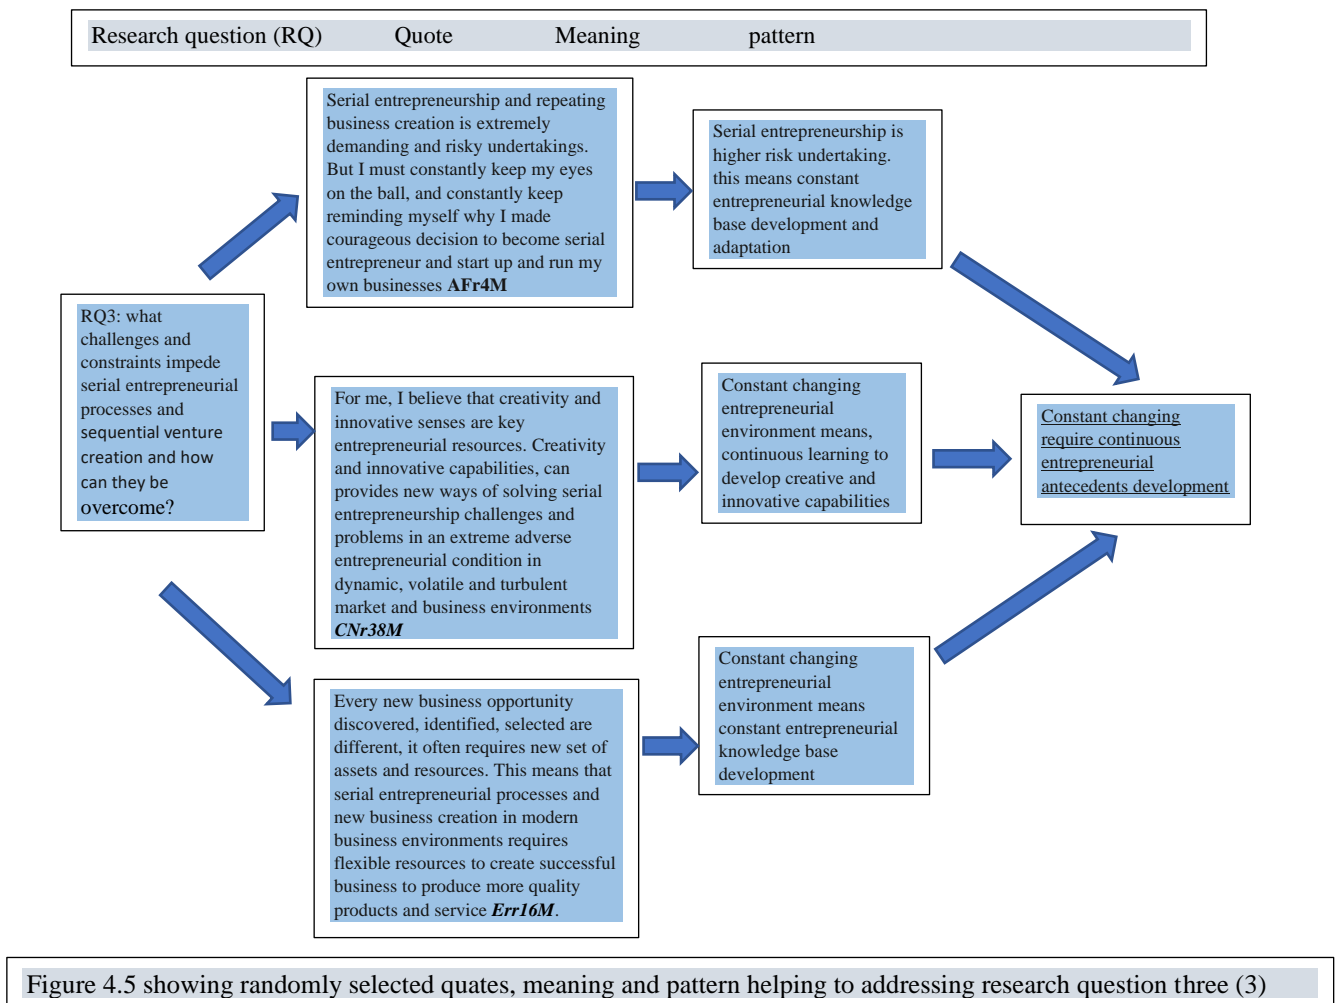 Research question (RQ) Quote Meaning pattern
Serial entrepreneurship and repeating
business creation is extremely
demanding and risky undertakings.
But I must constantly keep my eyes
on the ball, and constantly keep
reminding myself why I made
courageous decision to become serial
entrepreneur and start up and run my
own businesses AFr4M
Serial entrepreneurship is
higher risk undertaking.
this means constant
entrepreneurial knowledge
base development and
adaptation
RQ3: what
challenges and
constraints impede
serial entrepreneurial
processes and
sequential venture
creation and how
can they be
overcome?
For me, I believe that creativity and
innovative senses are key
entrepreneurial resources. Creativity
and innovative capabilities, can
provides new ways of solving serial
entrepreneurship challenges and
problems in an extreme adverse
entrepreneurial condition in
dynamic, volatile and turbulent
market and business environments
CNr38M
Constant changing
entrepreneurial
environment means,
continuous learning to
develop creative and
innovative capabilities
Constant changing
require continuous
entrepreneurial
antecedents development
Every new business opportunity
discovered, identified, selected are
different, it often requires new set of
assets and resources. This means that
serial entrepreneurial processes and
new business creation in modern
business environments requires
flexible resources to create successful
business to produce more quality
products and service Err16M.
Constant changing
entrepreneurial
environment means
constant entrepreneurial
knowledge base
development
Figure 4.5 showing randomly selected quates, meaning and pattern helping to addressing research question three (3)